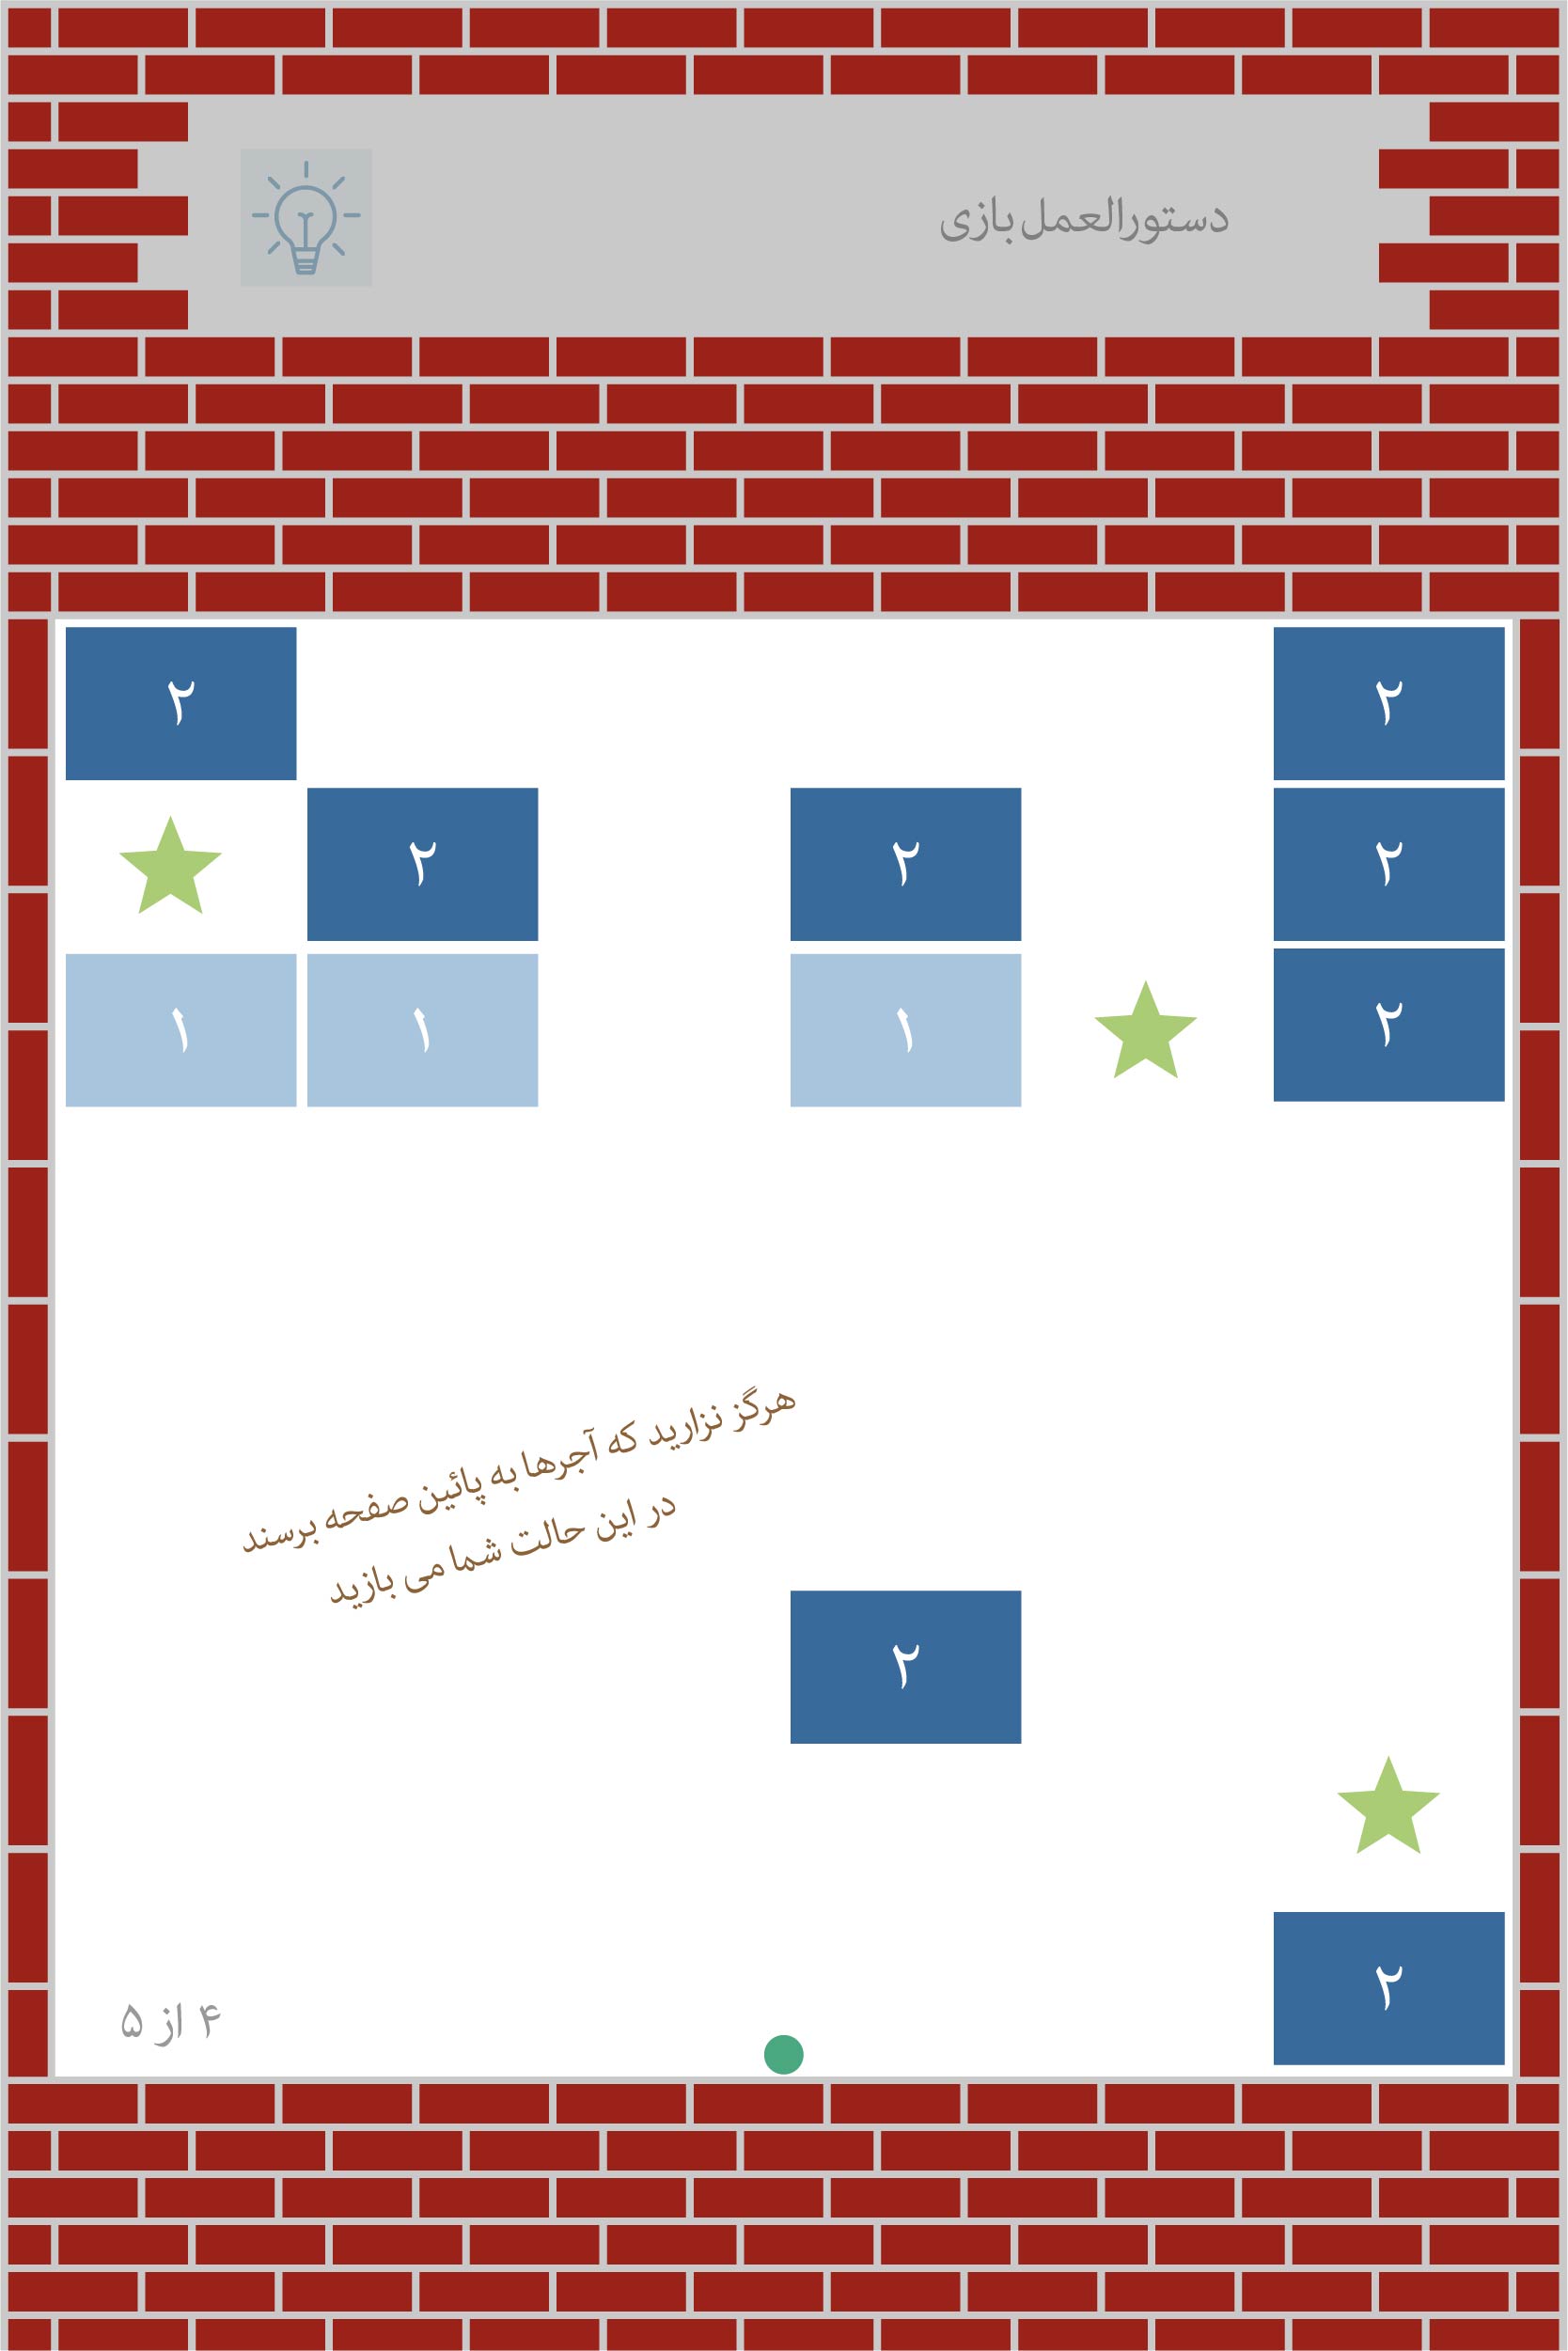 دستورالعمل بازی
۲
۲
۲
۲
۲
۱
۱
۱
۲
هرگز نزارید که آجرها به پائین صفحه برسند
در این حالت شما می بازید
۲
۲
۴ از ۵